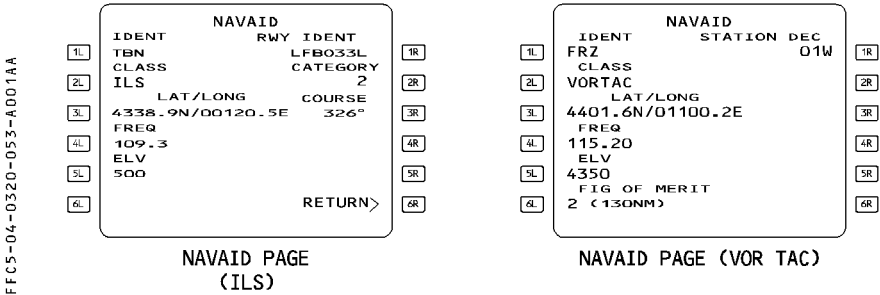 FFC5-04-0320-053-A001AA
NAVAID
IDENT RWY IDENT
1L TBN LFBO33L 1R
CLASS CATEGORY
2L ILS 2 2R
LAT/LONG COURSE
3L 4338.9N/00120.5E 326° 3R
FREQ
4L 109.3 4R
ELV
5L 500 5R
6L RETURN> 6R
NAVAID PAGE
(ILS)
NAVAID
IDENT STATION DEC
1L FRZ 01W 1R
CLASS
2L VORTAC 2R
LAT/LONG
3L 4401.6N/01100.2E 3R
FREQ
4L 115.20 4R
ELV
5L 4350 5R
FIG OF MERIT
6L 2 (130NM) 6R
NAVAID PAGE (VOR TAC)